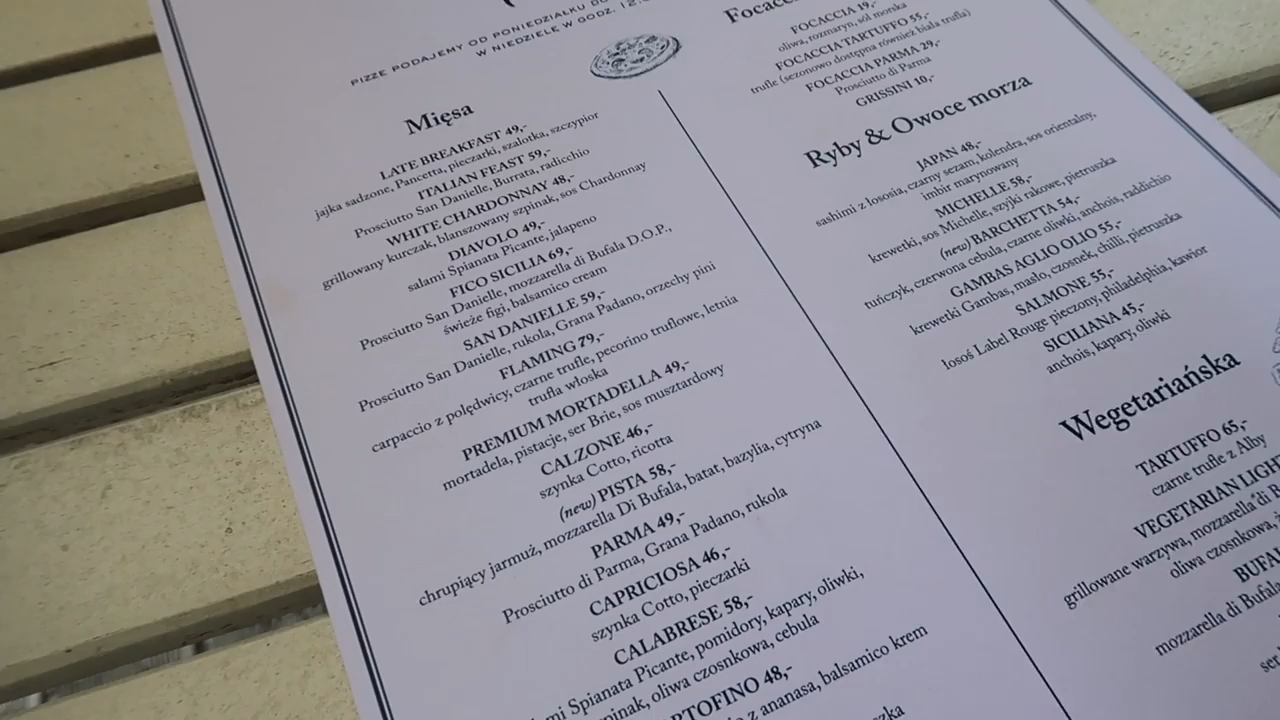 PIZZE PODAJEMY OD PONIEDZIAŁKU DO
W NIEDZIELE W GODZ. 12.
Mięsa
LATE BREAKFAST 49,-
jajka sadzone, Pancetta, pieczarki, szalotka, szczypior
ITALIAN FEAST 59,-
Prosciutto San Danielle, Burrata, radicchio
WHITE CHARDONNAY 48,-
grillowany kurczak, blanszowany szpinak, sos Chardonnay
DIAVOLO 49,-
salami Spianata Picante, jalapeno
FICO SICILIA 69,-
Prosciutto San Danielle, mozzarella di Bufala D.O.P.,
świeże figi, balsamico cream
SAN DANIELLE 59,-
Prosciutto San Danielle, rukola, Grana Padano, orzechy pini
FLAMING 79,-
carpaccio z polędwicy, czarne trufle, pecorino truflowe, letnia
trufla włoska
PREMIUM MORTADELLA 49,-
mortadela, pistacje, ser Brie, sos musztardowy
CALZONE 46,-
szynka Cotto, ricotta
(new) PISTA 58,-
chrupiący jarmuż, mozzarella Di Bufala, batat, bazylia, cytryna
PARMA 49,-
Prosciutto di Parma, Grana Padano, rukola
CAPRICIOSA 46,-
szynka Cotto, pieczarki
CALABRESE 58,-
Spianata Picante, pomidory, kapary, oliwki,
oliwa czosnkowa, cebula
48,-
z ananasa, balsamico krem
FOCACCIA 19,-
oliwa, rozmaryn, sól morska
FOCACCIA TARTUFFO 55,-
trufle (sezonowo dostępna również biała trufla)
FOCACCIA PARMA 29,-
Prosciutto di Parma
GRISSINI 10,-
Ryby & Owoce morza
JAPAN 48,-
sashimi z łososia, czarny sezam, kolendra, sos orientalny,
imbir marynowany
MICHELLE 58,-
krewetki, sos Michelle, szyjki rakowe, pietruszka
(new) BARCHETTA 54,-
tuńczyk, czerwona cebula, czarne oliwki, anchois, raddichio
GAMBAS AGLIO OLIO 55,-
krewetki Gambas, masło, czosnek, chilli, pietruszka
SALMONE 55,-
łosoś Label Rouge pieczony, philadelphia, kawior
SICILIANA 45,-
anchois, kapary, oliwki
Wegetariańska
TARTUFFO 65,-
czarne trufle z Alby
VEGETARIAN LIGH
grillowane warzywa, mozzarella di B
oliwa czosnkowa,
BUFA
mozzarella di Bufala